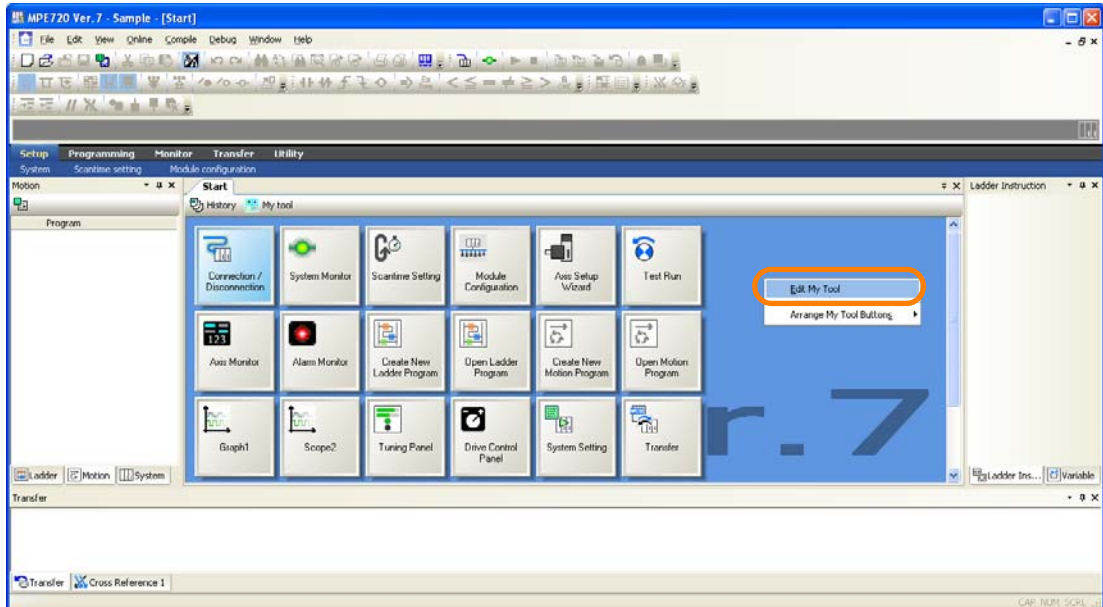 MPE720 Ver. 7 - Sample - [Start]
File Edit View Online Compile Debug Window Help
Setup Programming Monitor Transfer Utility
System Scantime setting Module configuration
Motion
Start
Ladder Instruction
History My tool
Program
Connection / Disconnection
System Monitor
Scantime Setting
Module Configuration
Axis Setup Wizard
Test Run
Edit My Tool
Arrange My Tool Buttons
123
Axis Monitor
Alarm Monitor
Create New Ladder Program
Open Ladder Program
Create New Motion Program
Open Motion Program
r.7
Graph1
Scope2
Tuning Panel
Drive Control Panel
System Setting
Transfer
Ladder Motion System
Ladder Ins... Variable
Transfer
Transfer Cross Reference 1
CAP NUM SCRL